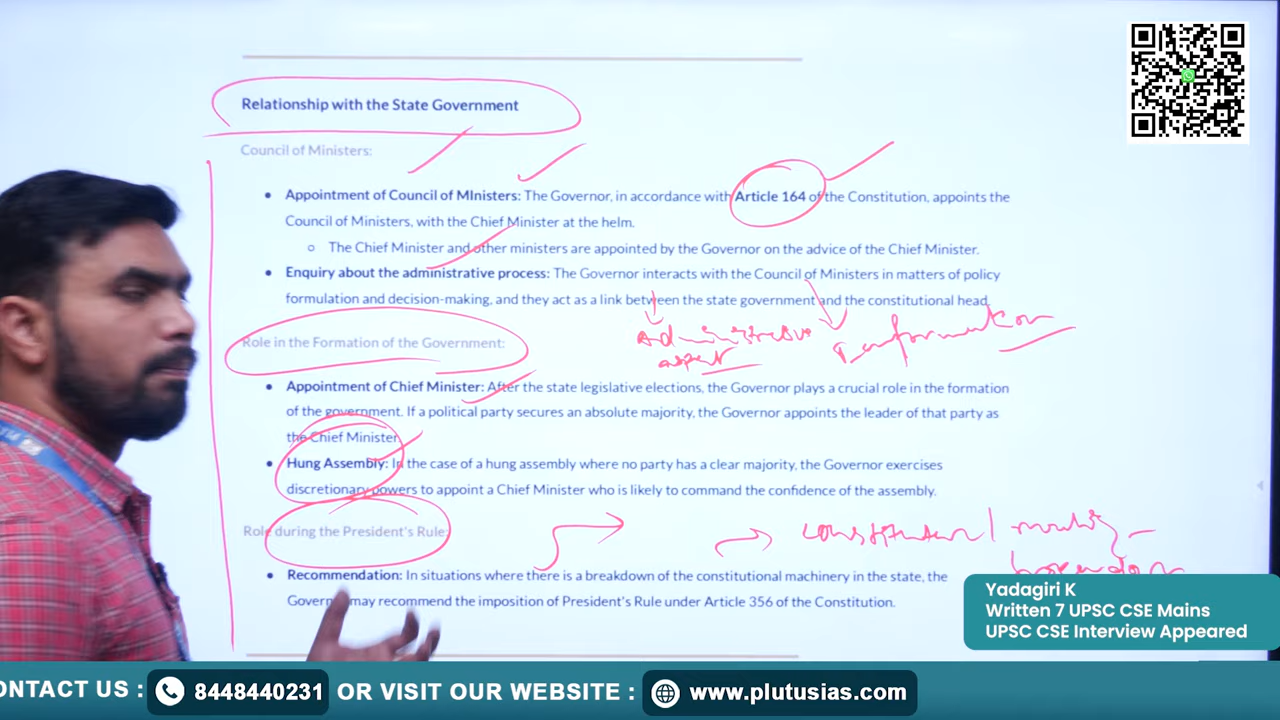 Relationship with the State Government
Council of Ministers:
• Appointment of Council of MInisters: The Governor, in accordance with Article 164 of the Constitution, appoints the
Council of Ministers, with the Chief Minister at the helm.
o The Chief Minister and other ministers are appointed by the Governor on the advice of the Chief Minister.
• Enquiry about the administrative process: The Governor interacts with the Council of Ministers in matters of policy
formulation and decision-making, and they act as a link between the state government and the constitutional head.
Administrative
aspect
Role in the Formation of the Government:
• Appointment of Chief Minister: After the state legislative elections, the Governor plays a crucial role in the formation
of the government. If a political party secures an absolute majority, the Governor appoints the leader of that party as
the Chief Minister.
• Hung Assembly: In the case of a hung assembly where no party has a clear majority, the Governor exercises
discretionary powers to appoint a Chief Minister who is likely to command the confidence of the assembly.
Role during the President's Rule:
constitutional
• Recommendation: In situations where there is a breakdown of the constitutional machinery in the state, the
Governor may recommend the imposition of President's Rule under Article 356 of the Constitution.
Yadagiri K
Written 7 UPSC CSE Mains
UPSC CSE Interview Appeared
ONTACT US : 8448440231 OR VISIT OUR WEBSITE : www.plutusias.com